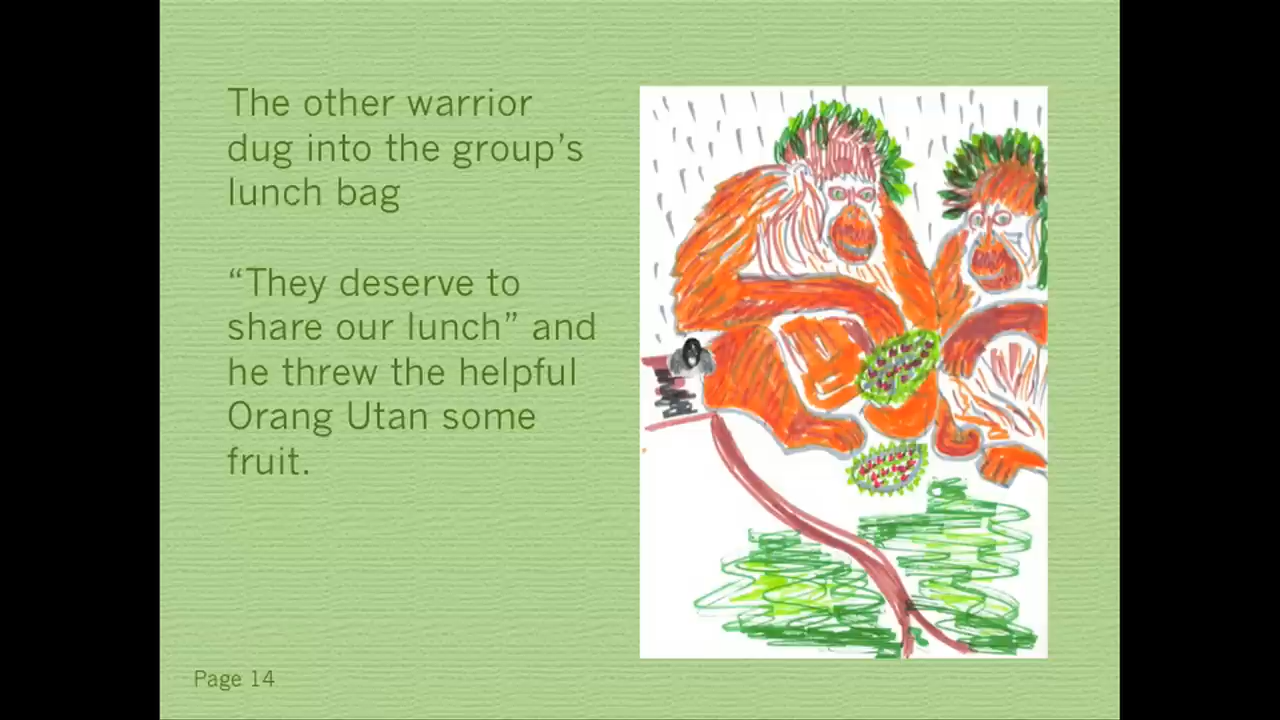 The other warrior
dug into the group’s
lunch bag
“They deserve to
share our lunch” and
he threw the helpful
Orang Utan some
fruit.
Page 14